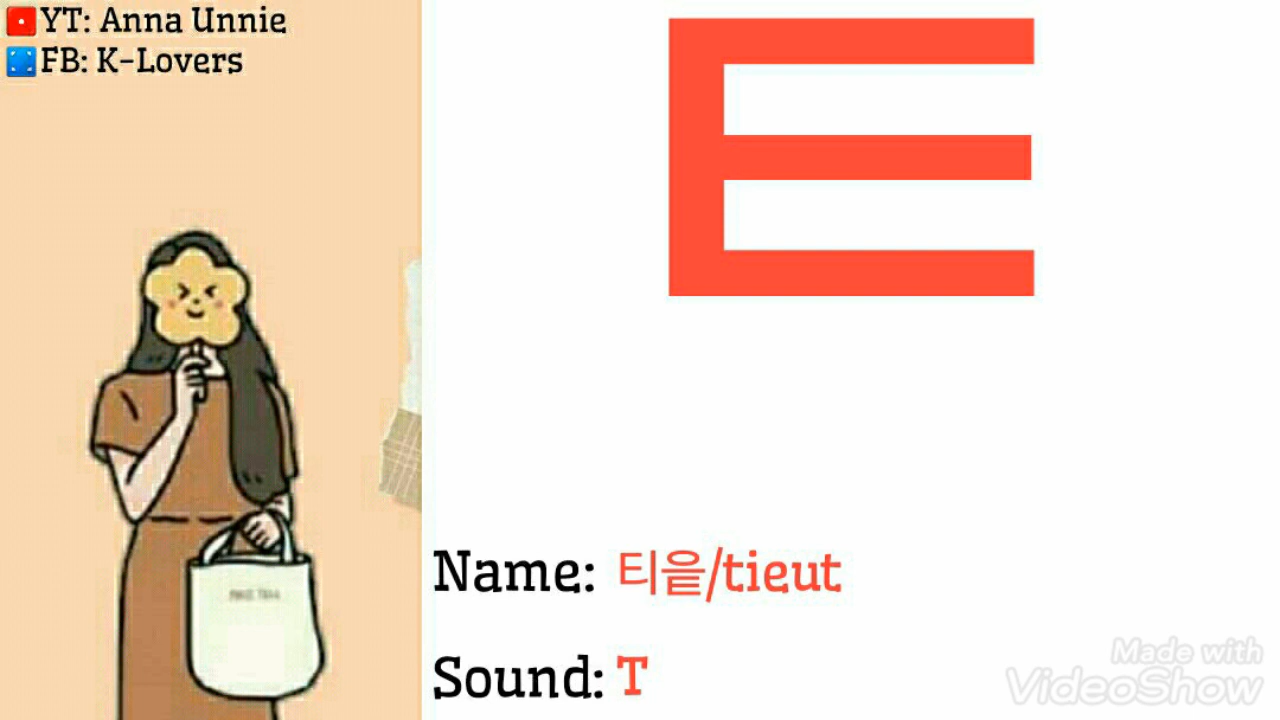 YT: Anna Unnie
FB: K-Lovers
ㅌ
Name: 티읕/tieut
Sound: T
Made with
VideoShow